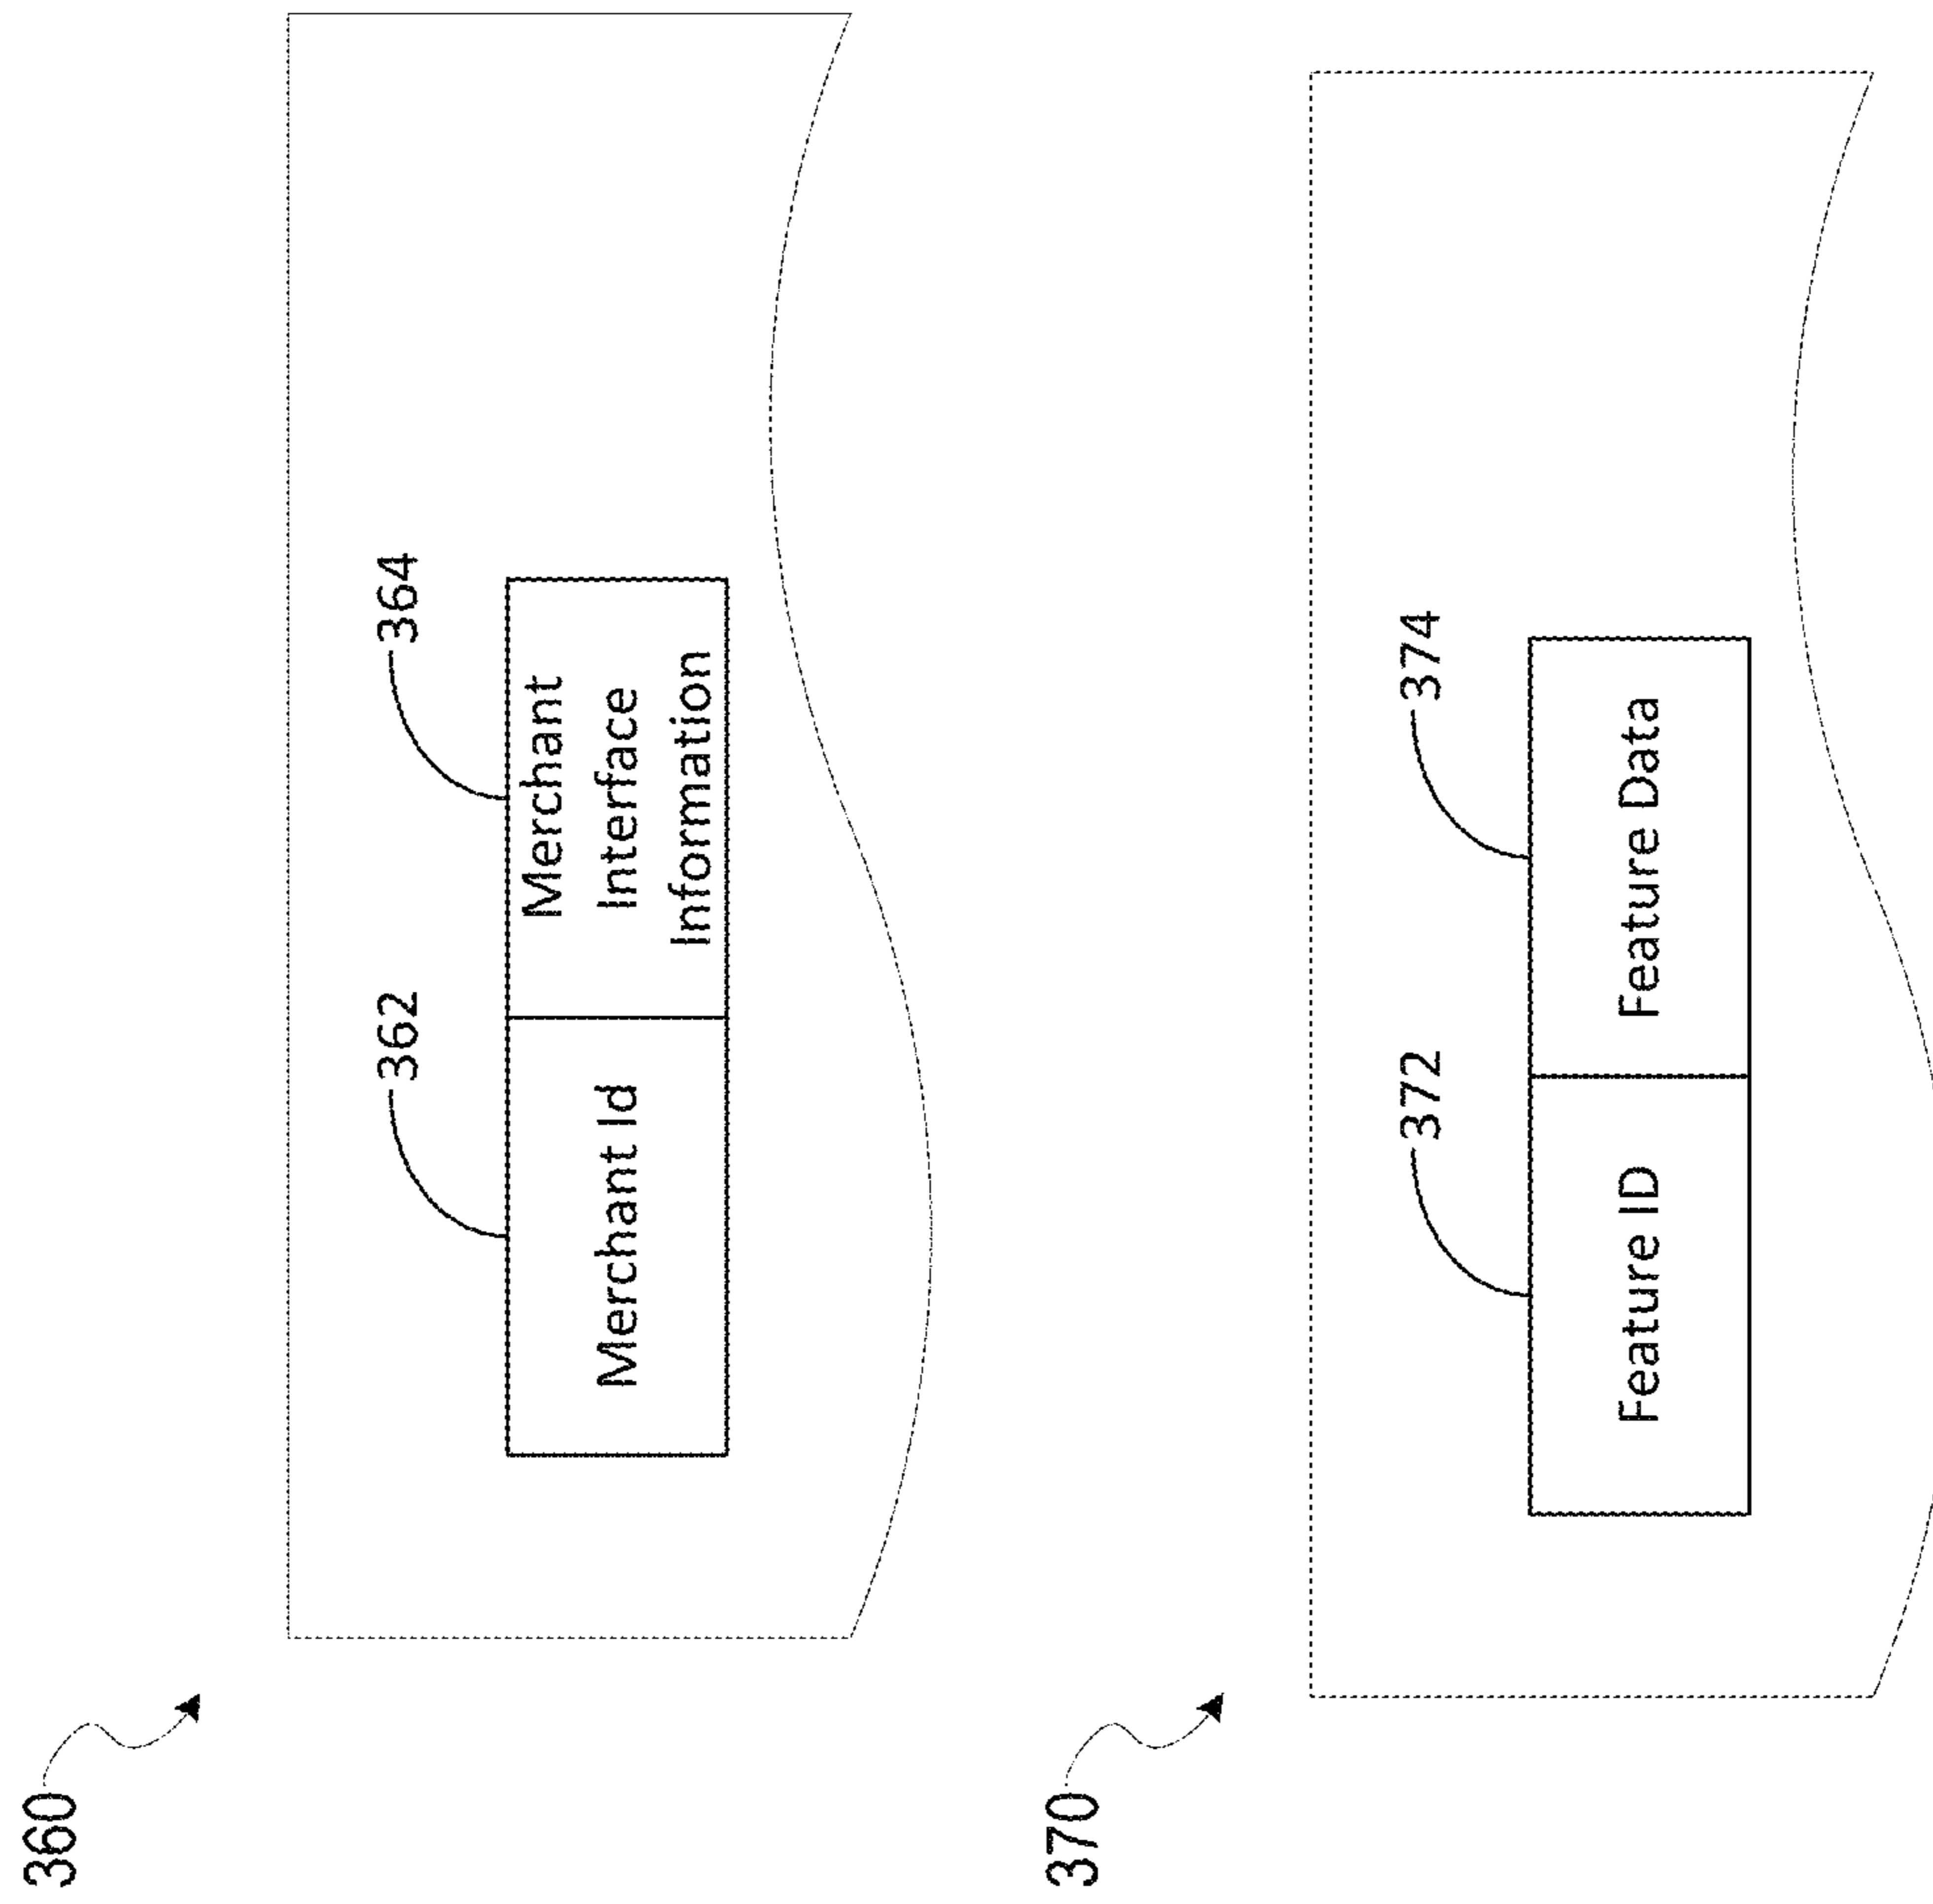 360
362
364
Merchant Id
Merchant
Interface
Information
370
372
374
Feature ID
Feature Data